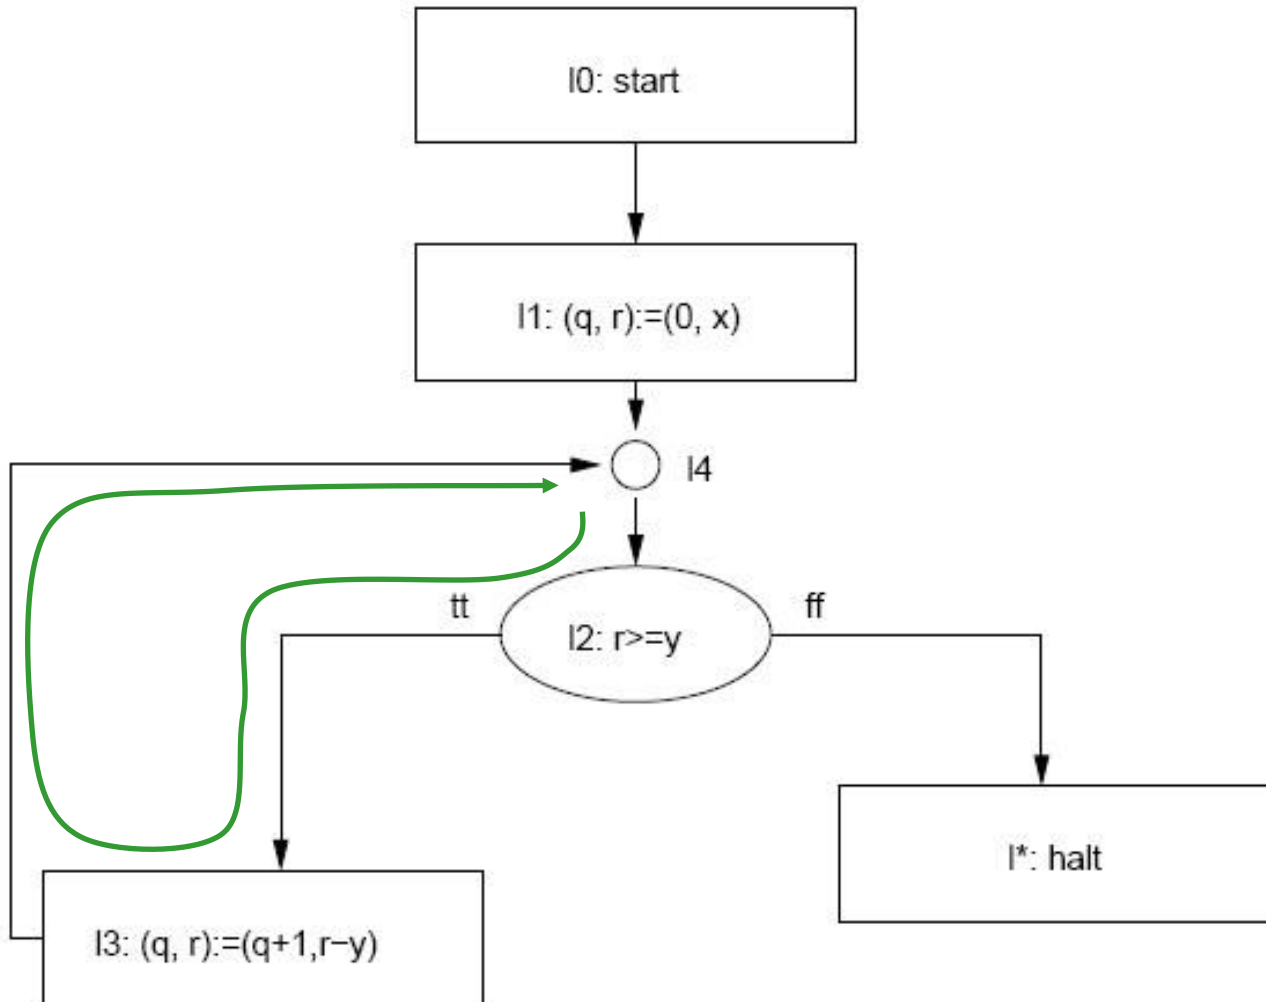 l0: start
l1: (q, r):=(0, x)
l4
tt
ff
l2: r>=y
l*: halt
l3: (q, r):=(q+1,r−y)